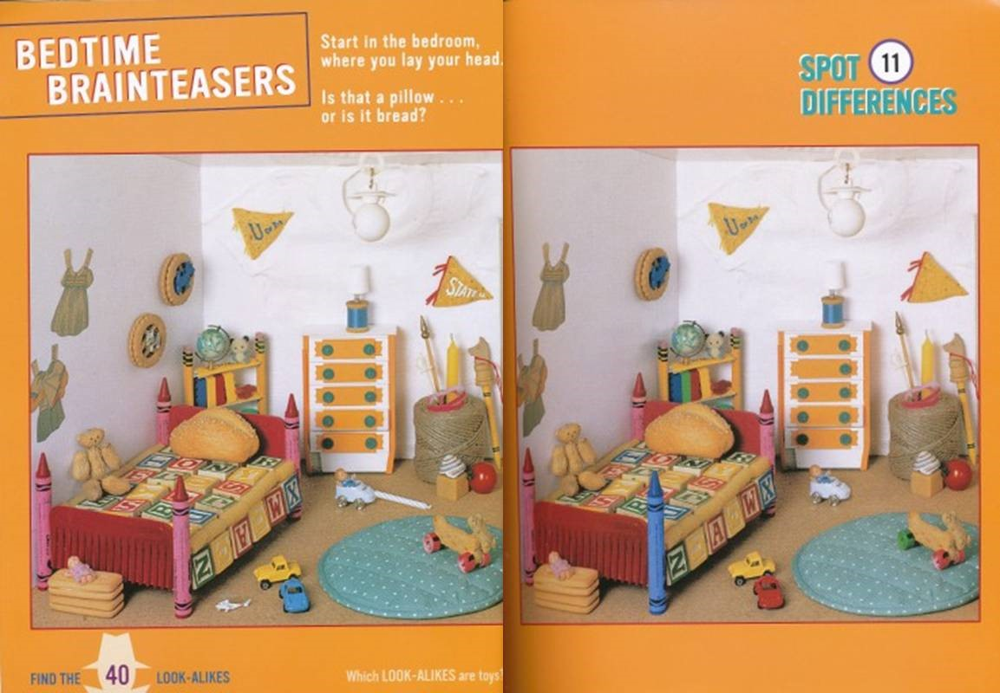 BEDTIME
BRAINTEASERS
Start in the bedroom,
where you lay your head.
Is that a pillow . . .
or is it bread?
SPOT 11
DIFFERENCES
STATE
FIND THE 40 LOOK-ALIKES
Which LOOK-ALIKES are toys?